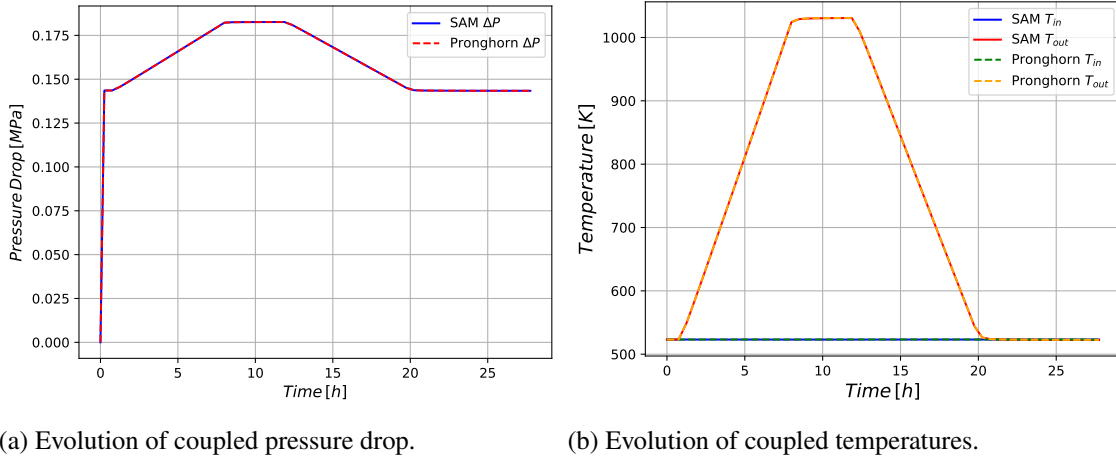 0.175
0.150
0.125
0.100
0.075
0.050
0.025
0.000
Pressure Drop [MPa]
SAM ΔP
Pronghorn ΔP
0 5 10 15 20 25
Time [h]
1000
900
800
700
600
500
Temperature [K]
SAM T_in
SAM T_out
Pronghorn T_in
Pronghorn T_out
0 5 10 15 20 25
Time [h]
(a) Evolution of coupled pressure drop.
(b) Evolution of coupled temperatures.